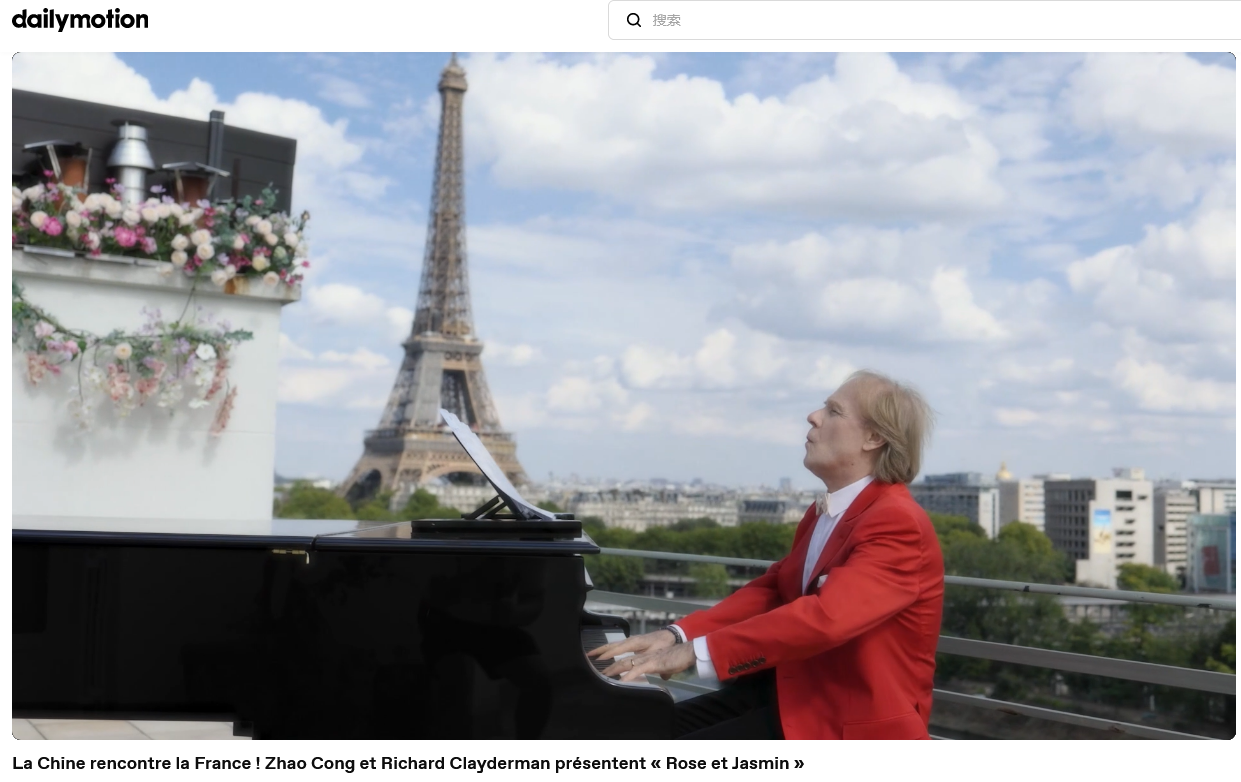 dailymotion
搜索
La Chine rencontre la France ! Zhao Cong et Richard Clayderman présentent « Rose et Jasmin »